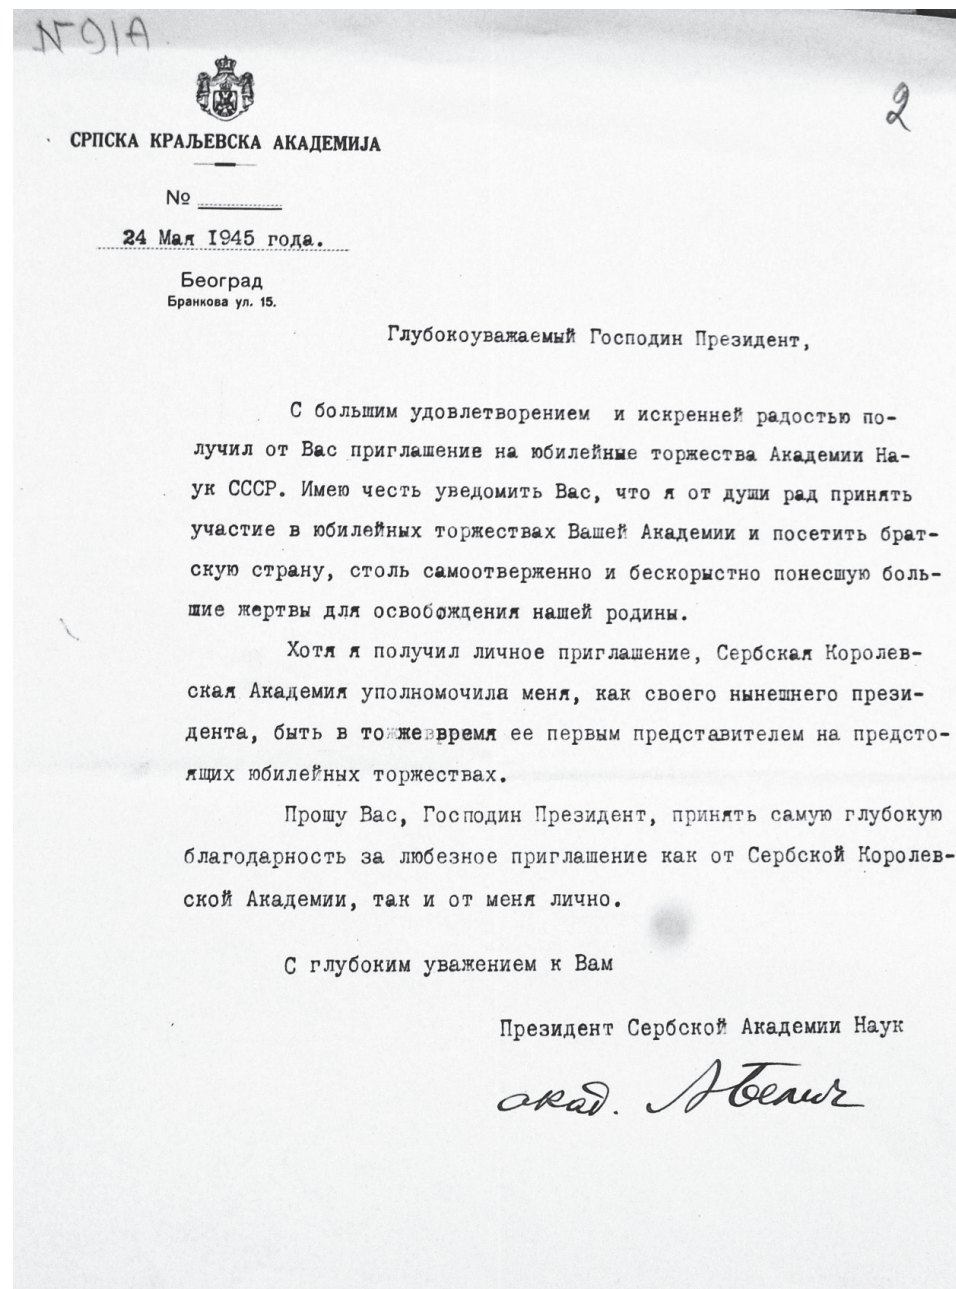 2
СРПСКА КРАЉЕВСКА АКАДЕМИЈА
№
24 Мая 1945 года.
Београд
Бранкова ул. 15.
Глубокоуважаемый Господин Президент,
С большим удовлетворением и искренней радостью по-
лучил от Вас приглашение на юбилейные торжества Академии На-
ук СССР. Имею честь уведомить Вас, что я от души рад принять
участие в юбилейных торжествах Вашей Академии и посетить брат-
скую страну, столь самоотверженно и бескорыстно понесшую боль-
шие жертвы для освобождения нашей родины.
Хотя я получил личное приглашение, Сербская Королев-
ская Академия уполномочила меня, как своего нынешнего прези-
дента, быть в то же время ее первым представителем на предсто-
ящих юбилейных торжествах.
Прошу Вас, Господин Президент, принять самую глубокую
благодарность за любезное приглашение как от Сербской Королев-
ской Академии, так и от меня лично.
С глубоким уважением к Вам
Президент Сербской Академии Наук
акад. А Белич